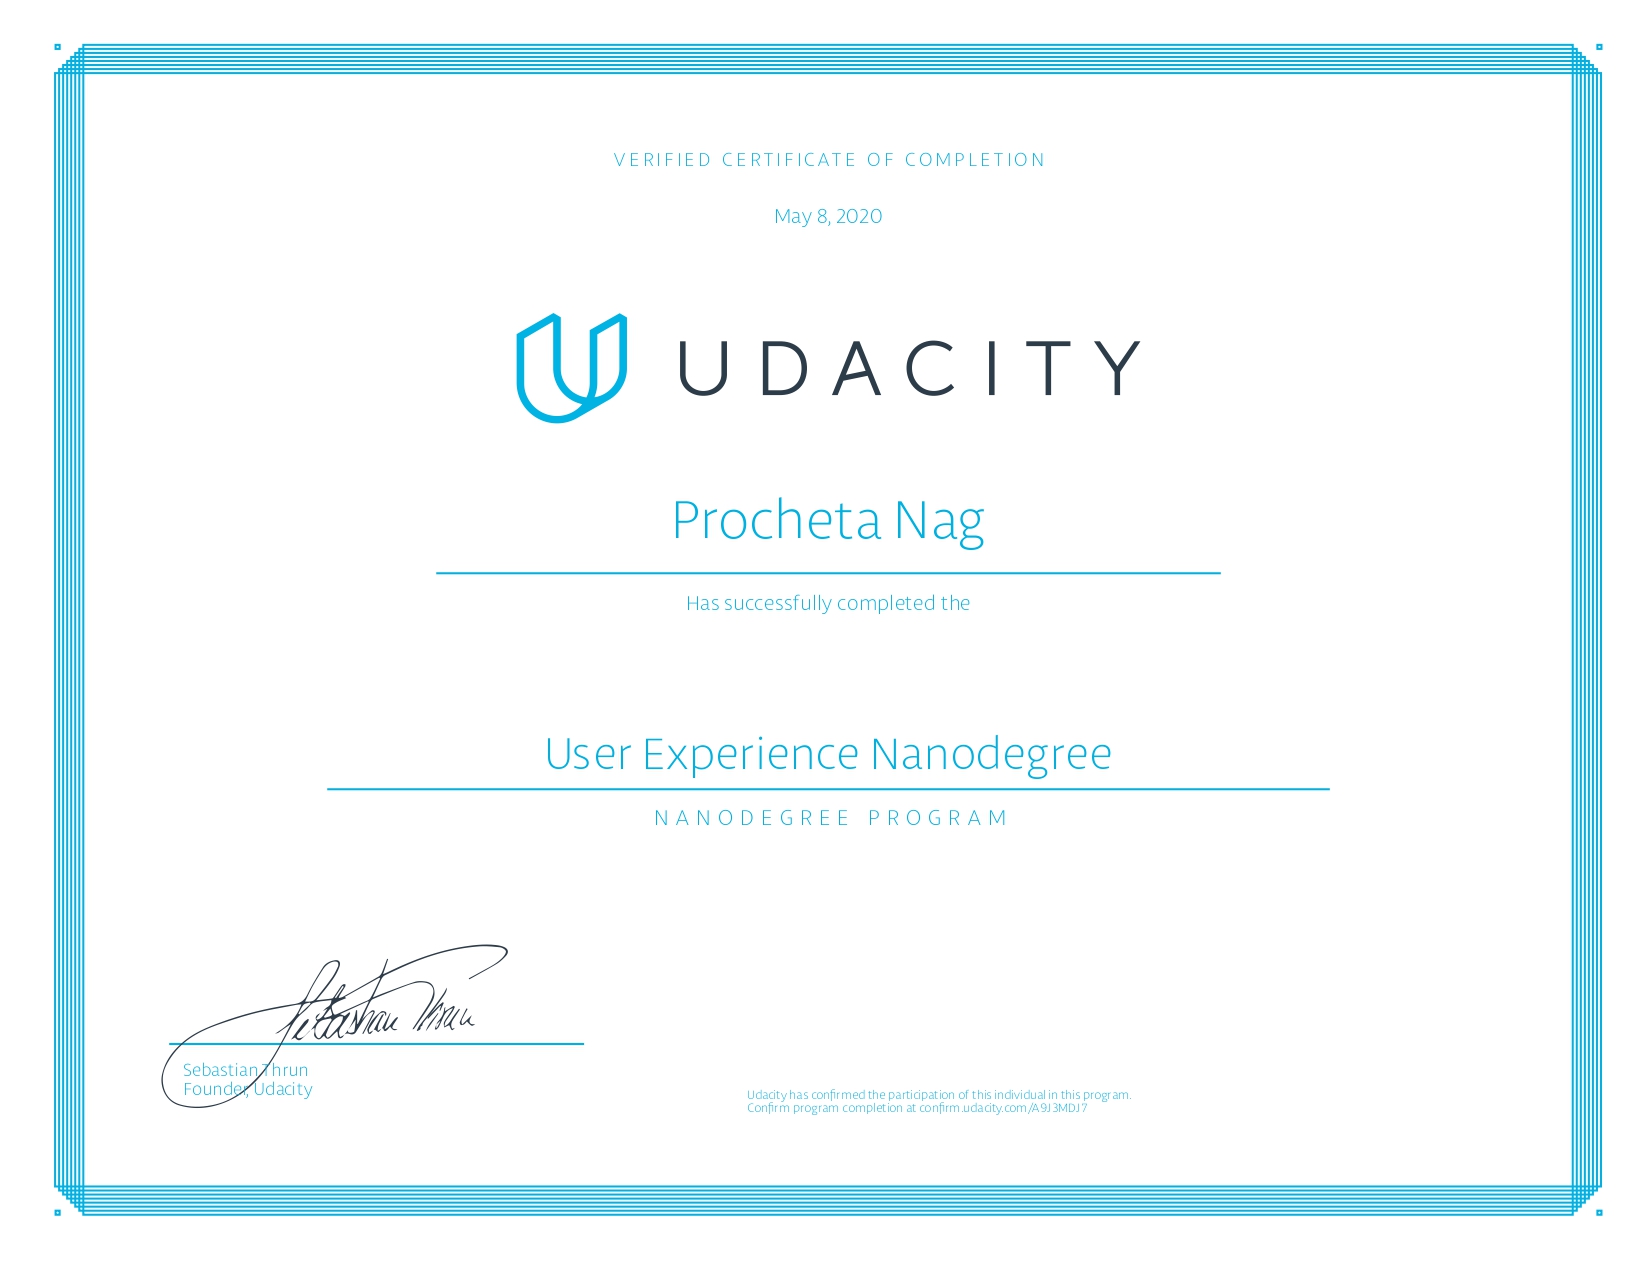 VERIFIED CERTIFICATE OF COMPLETION
May 8, 2020
UDACITY
Procheta Nag
Has successfully completed the
User Experience Nanodegree
NANODEGREE PROGRAM
Sebastian Thrun
Sebastian Thrun
Founder, Udacity
Udacity has confirmed the participation of this individual in this program.
Confirm program completion at confirm.udacity.com/A9J3MDJ7